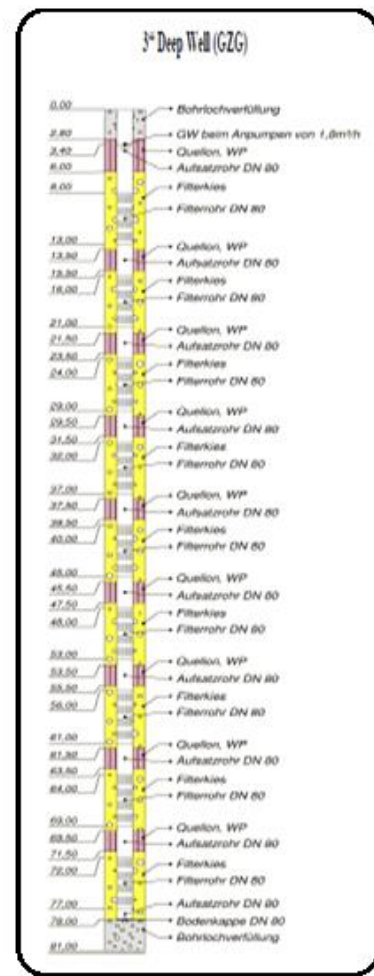 3rd Deep Well (GZG)
0,00
Bohrlochverfüllung
2,80
GW beim Anpumpen von 1,8m³/h
3,40
Quellon, WP
6,00
Aufsatzrohr DN 80
8,00
Filterkies
Filterrohr DN 80
13,00
Quellon, WP
13,50
Aufsatzrohr DN 80
15,50
Filterkies
16,00
Filterrohr DN 80
21,00
Quellon, WP
21,50
Aufsatzrohr DN 80
23,50
Filterkies
24,00
Filterrohr DN 80
29,00
Quellon, WP
29,50
Aufsatzrohr DN 80
31,50
Filterkies
32,00
Filterrohr DN 80
37,00
Quellon, WP
37,50
Aufsatzrohr DN 80
39,50
Filterkies
40,00
Filterrohr DN 80
45,00
Quellon, WP
45,50
Aufsatzrohr DN 80
47,50
Filterkies
48,00
Filterrohr DN 80
53,00
Quellon, WP
53,50
Aufsatzrohr DN 80
55,50
Filterkies
56,00
Filterrohr DN 80
61,00
Quellon, WP
61,50
Aufsatzrohr DN 80
63,50
Filterkies
64,00
Filterrohr DN 80
69,00
Quellon, WP
69,50
Aufsatzrohr DN 80
71,50
Filterkies
72,00
Filterrohr DN 80
77,00
Aufsatzrohr DN 80
78,00
Bodenkappe DN 80
Bohrlochverfüllung
81,00